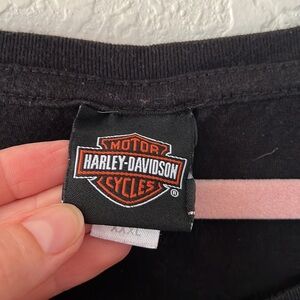 MOTOR
HARLEY-DAVIDSON
CYCLES
®
XXXL